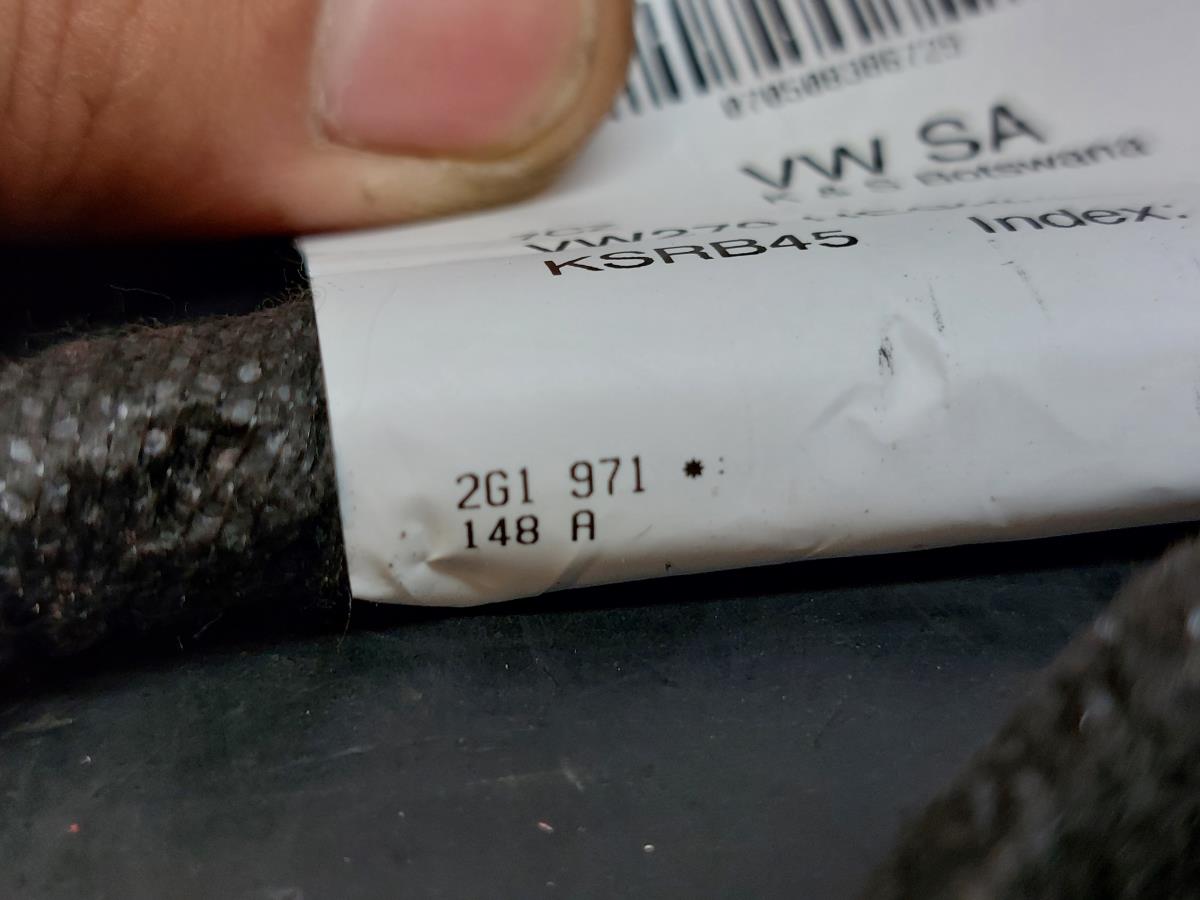 VW SA
K & S Botswana
KSRB45 Index:
2G1 971 *:
148 A